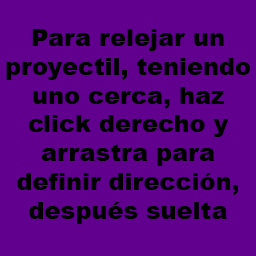 Para relejar un
proyectil, teniendo
uno cerca, haz
click derecho y
arrastra para
definir dirección,
después suelta